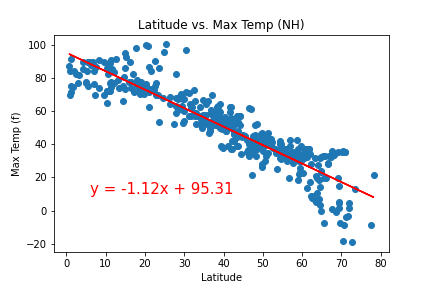 Latitude vs. Max Temp (NH)
100
80
60
40
20
0
−20
Max Temp (f)
y = -1.12x + 95.31
0 10 20 30 40 50 60 70 80
Latitude